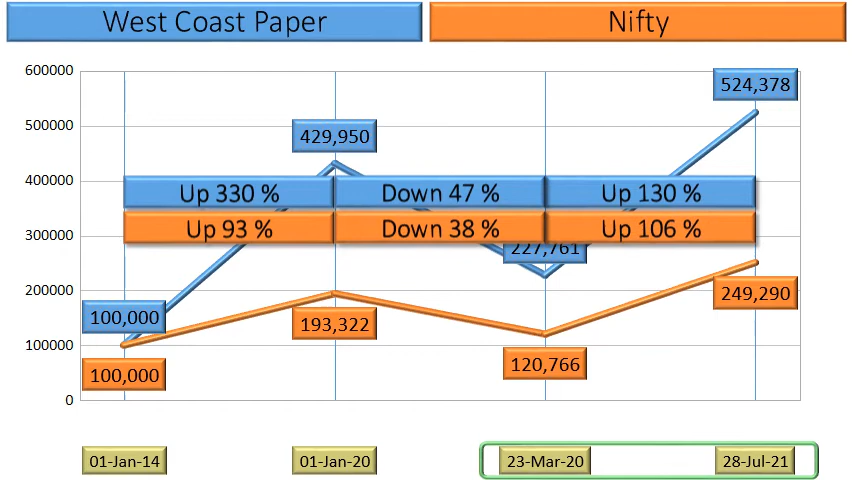 West Coast Paper
Nifty
600000
524,378
500000
429,950
400000
Up 330 %
Down 47 %
Up 130 %
Up 93 %
Down 38 %
Up 106 %
300000
227,761
200000
249,290
100,000
193,322
100000
120,766
100,000
0
01-Jan-14
01-Jan-20
23-Mar-20
28-Jul-21